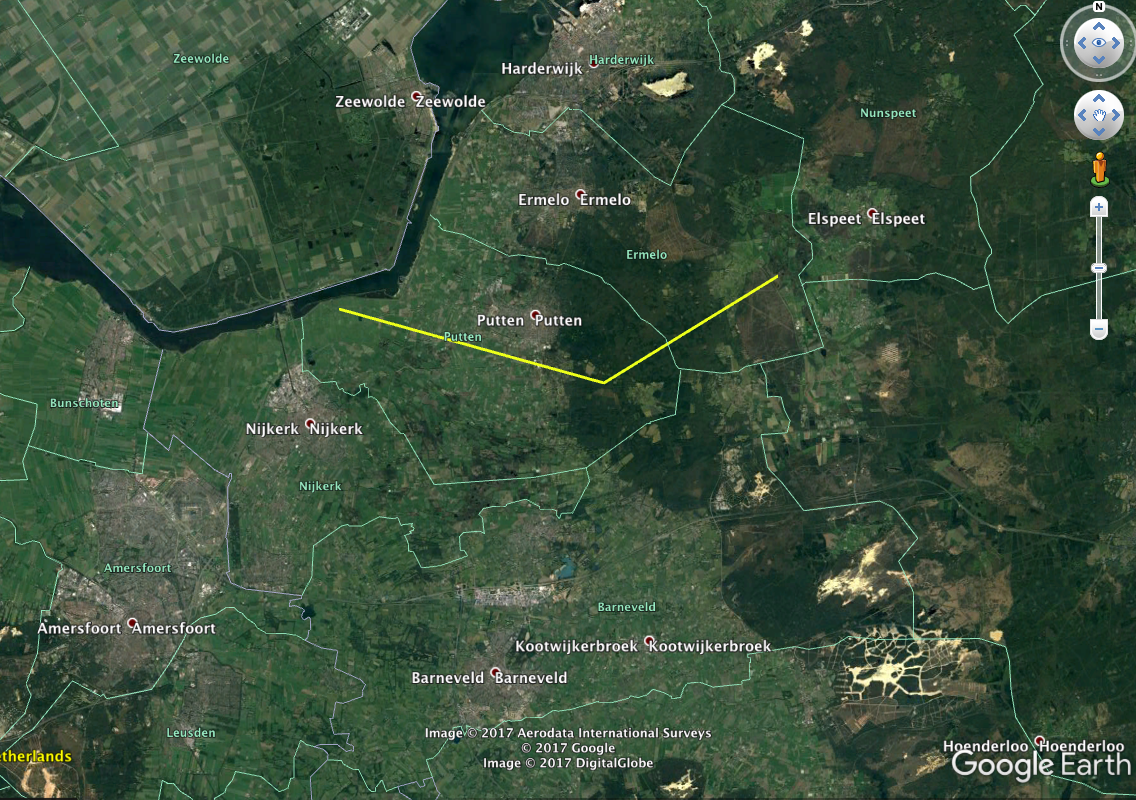 N
Zeewolde
Harderwijk Harderwijk
Zeewolde Zeewolde
Nunspeet
Ermelo Ermelo
Elspeet Elspeet
Ermelo
Putten Putten
Putten
Bunschoten
Nijkerk Nijkerk
Nijkerk
Amersfoort
Barneveld
Amersfoort Amersfoort
Kootwijkerbroek Kootwijkerbroek
Barneveld Barneveld
Leusden
Image © 2017 Aerodata International Surveys
© 2017 Google
Image © 2017 DigitalGlobe
Hoenderloo Hoenderloo
etherlands
Google Earth